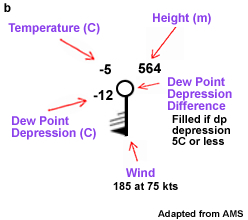 b
Temperature (C)
Height (m)
-5
564
-12
Dew Point
Depression
Difference
Filled if dp
depression
5C or less
Dew Point
Depression (C)
Wind
185 at 75 kts
Adapted from AMS